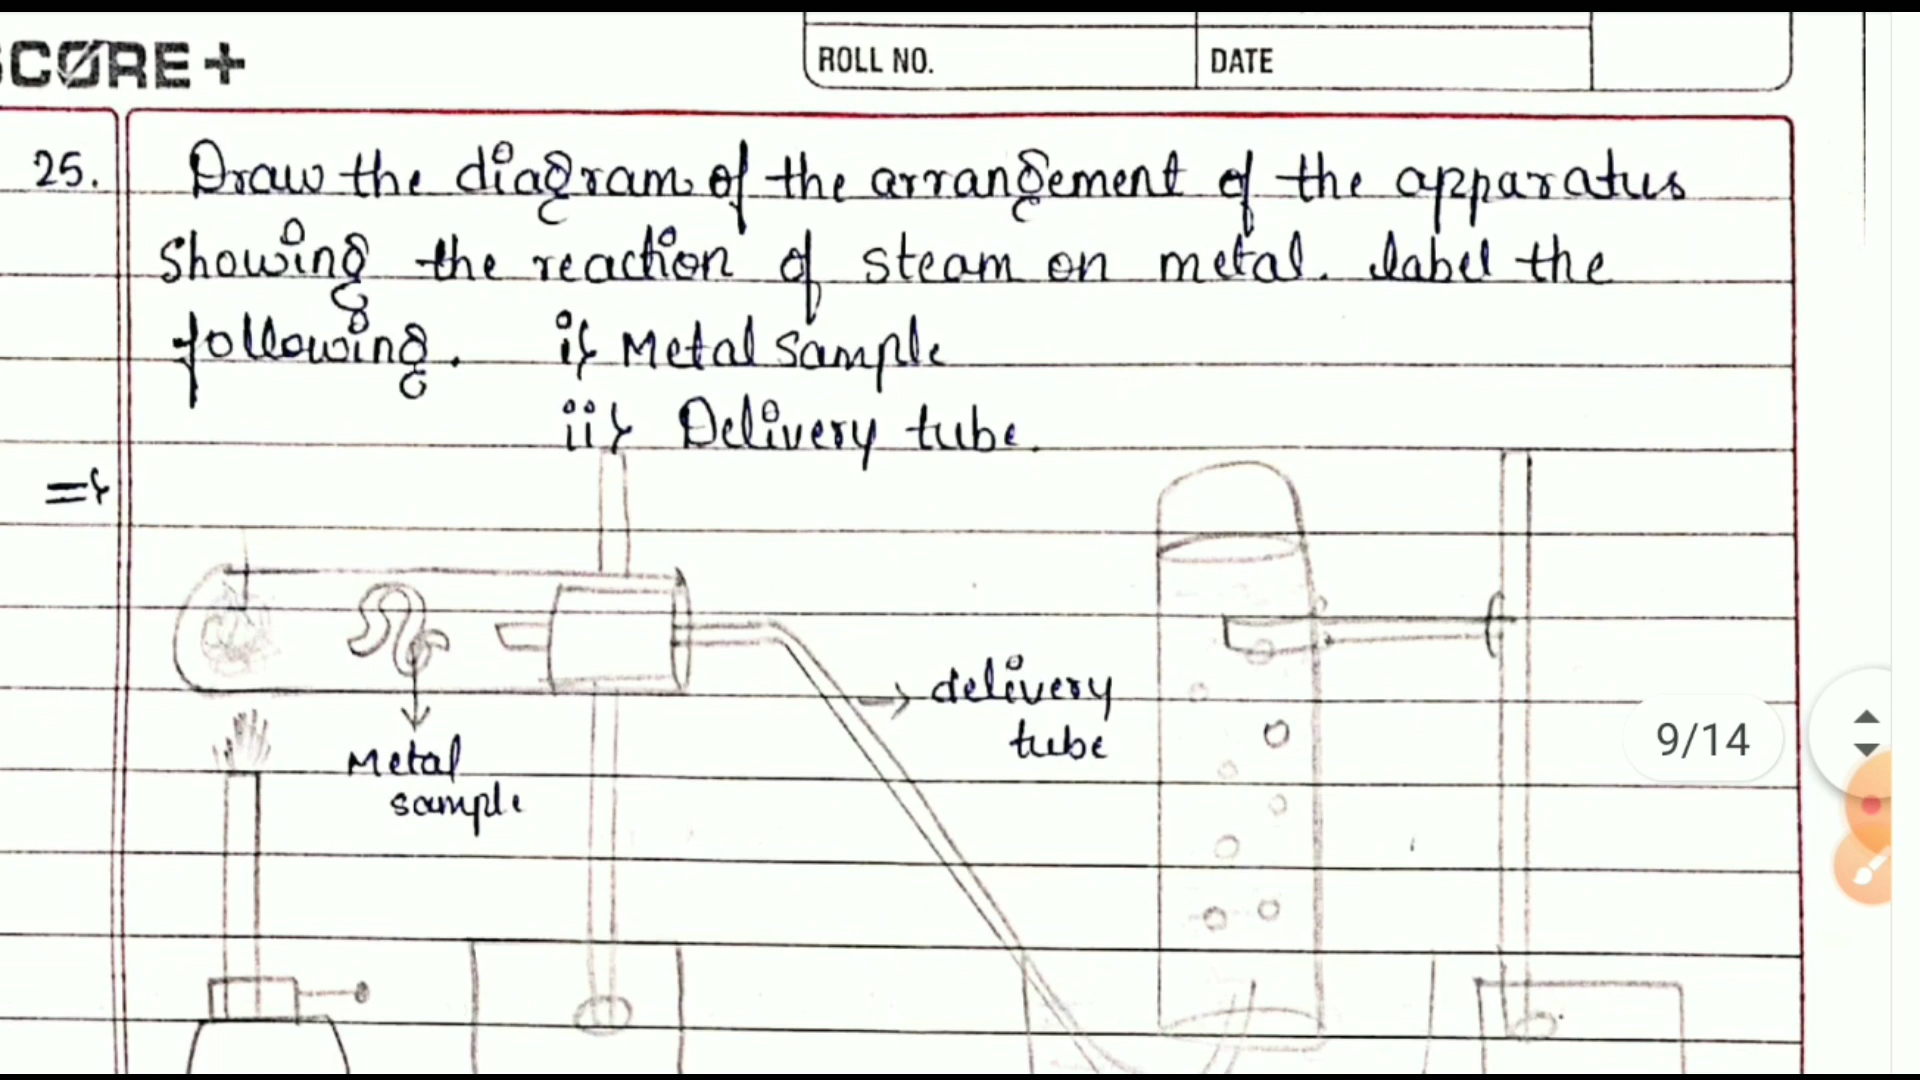 SCORE+
ROLL NO.
DATE
25. Draw the diagram of the arrangement of the apparatus
showing the reaction of steam on metal. label the
following. i} Metal sample
ii} Delivery tube.
delivery
tube
Metal
sample
9/14